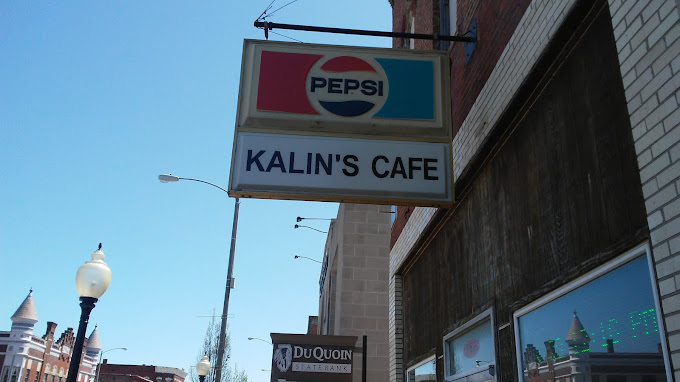 PEPSI
KALIN'S CAFE
DUQUOIN
STATE BANK